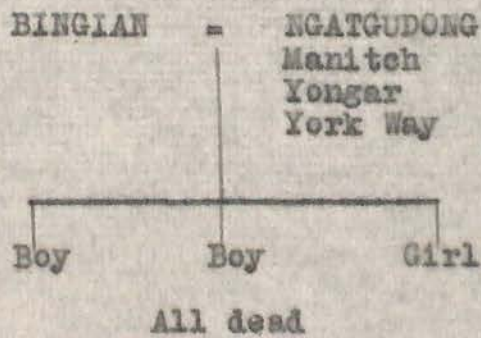 BINGIAN = NGATGUDONG
Manitch
Yongar
York Way
Boy Boy Girl
All dead